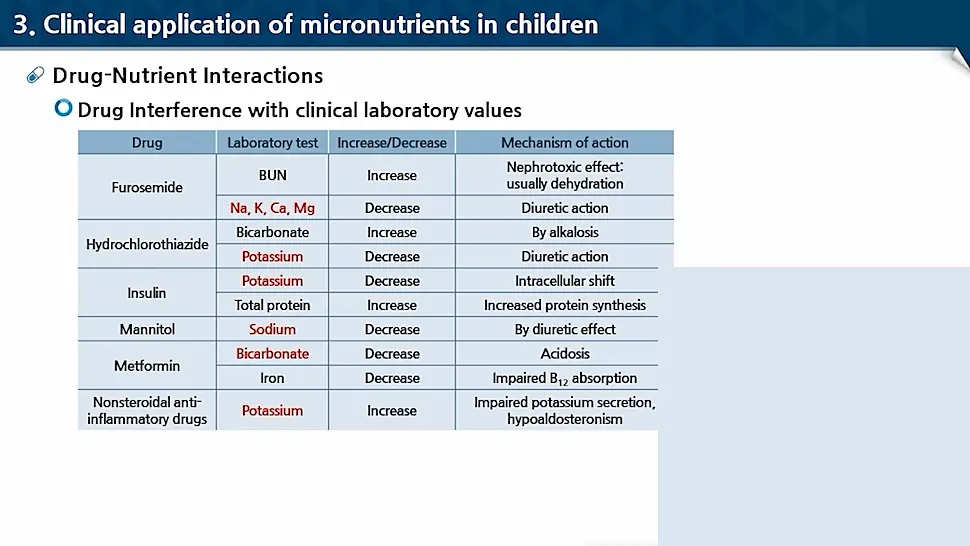 3. Clinical application of micronutrients in children
Drug-Nutrient Interactions
Drug Interference with clinical laboratory values
Drug Laboratory test Increase/Decrease Mechanism of action
Furosemide BUN Increase Nephrotoxic effect:
usually dehydration
Na, K, Ca, Mg Decrease Diuretic action
Hydrochlorothiazide Bicarbonate Increase By alkalosis
Potassium Decrease Diuretic action
Insulin Potassium Decrease Intracellular shift
Total protein Increase Increased protein synthesis
Mannitol Sodium Decrease By diuretic effect
Metformin Bicarbonate Decrease Acidosis
Iron Decrease Impaired B₁₂ absorption
Nonsteroidal anti-
inflammatory drugs Potassium Increase Impaired potassium secretion,
hypoaldosteronism